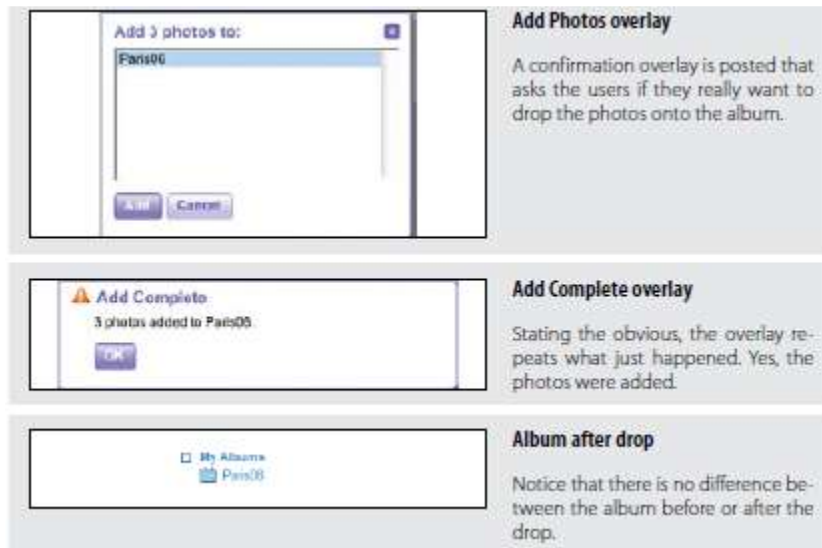 Add 3 photos to:
Paris06
Add Cancel
Add Photos overlay
A confirmation overlay is posted that
asks the users if they really want to
drop the photos onto the album.
Add Complete
3 photos added to Paris06.
OK
Add Complete overlay
Stating the obvious, the overlay re-
peats what just happened. Yes, the
photos were added.
My Albums
Paris06
Album after drop
Notice that there is no difference be-
tween the album before or after the
drop.